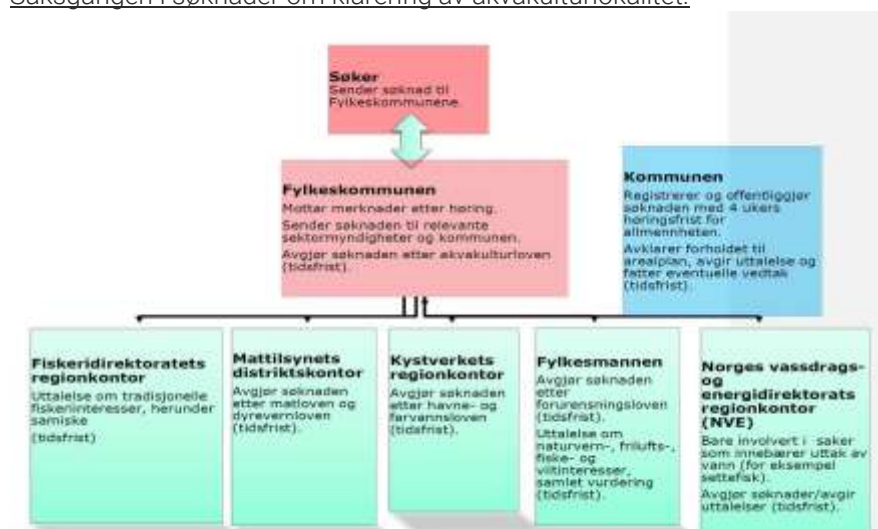 Saksgangen i søknader om klarering av akvakulturlokalitet:
Søker
Sender søknad til
Fylkeskommunene.
Fylkeskommunen
Mottar merknader etter høring.
Sender søknaden til relevante
sektormyndigheter og kommunen.
Avgjør søknaden etter akvakulturloven
(tidsfrist).
Kommunen
Registrerer og offentliggjør
søknaden med 4 ukers
høringsfrist for
allmennheten.
Avklarer forholdet til
arealplan, avgir uttalelse og
fatter eventuelle vedtak
(tidsfrist).
Fiskeridirektoratets
regionkontor
Uttalelse om tradisjonelle
fiskeriinteresser, herunder
samiske
(tidsfrist)
Mattilsynets
distriktskontor
Avgjør søknaden
etter matloven og
dyrevernloven
(tidsfrist).
Kystverkets
regionkontor
Avgjør søknaden
etter havne- og
farvannsloven
(tidsfrist).
Fylkesmannen
Avgjør søknaden
etter
forurensningsloven
(tidsfrist).
Uttalelse om
naturvern-, frilufts-,
fiske- og
viltinteresser,
samlet vurdering
(tidsfrist).
Norges vassdrags-
og
energidirektorats
regionkontor
(NVE)
Bare involvert i saker
som innebærer uttak av
vann (for eksempel
settefisk).
Avgjør søknader/avgir
uttalelser (tidsfrist).